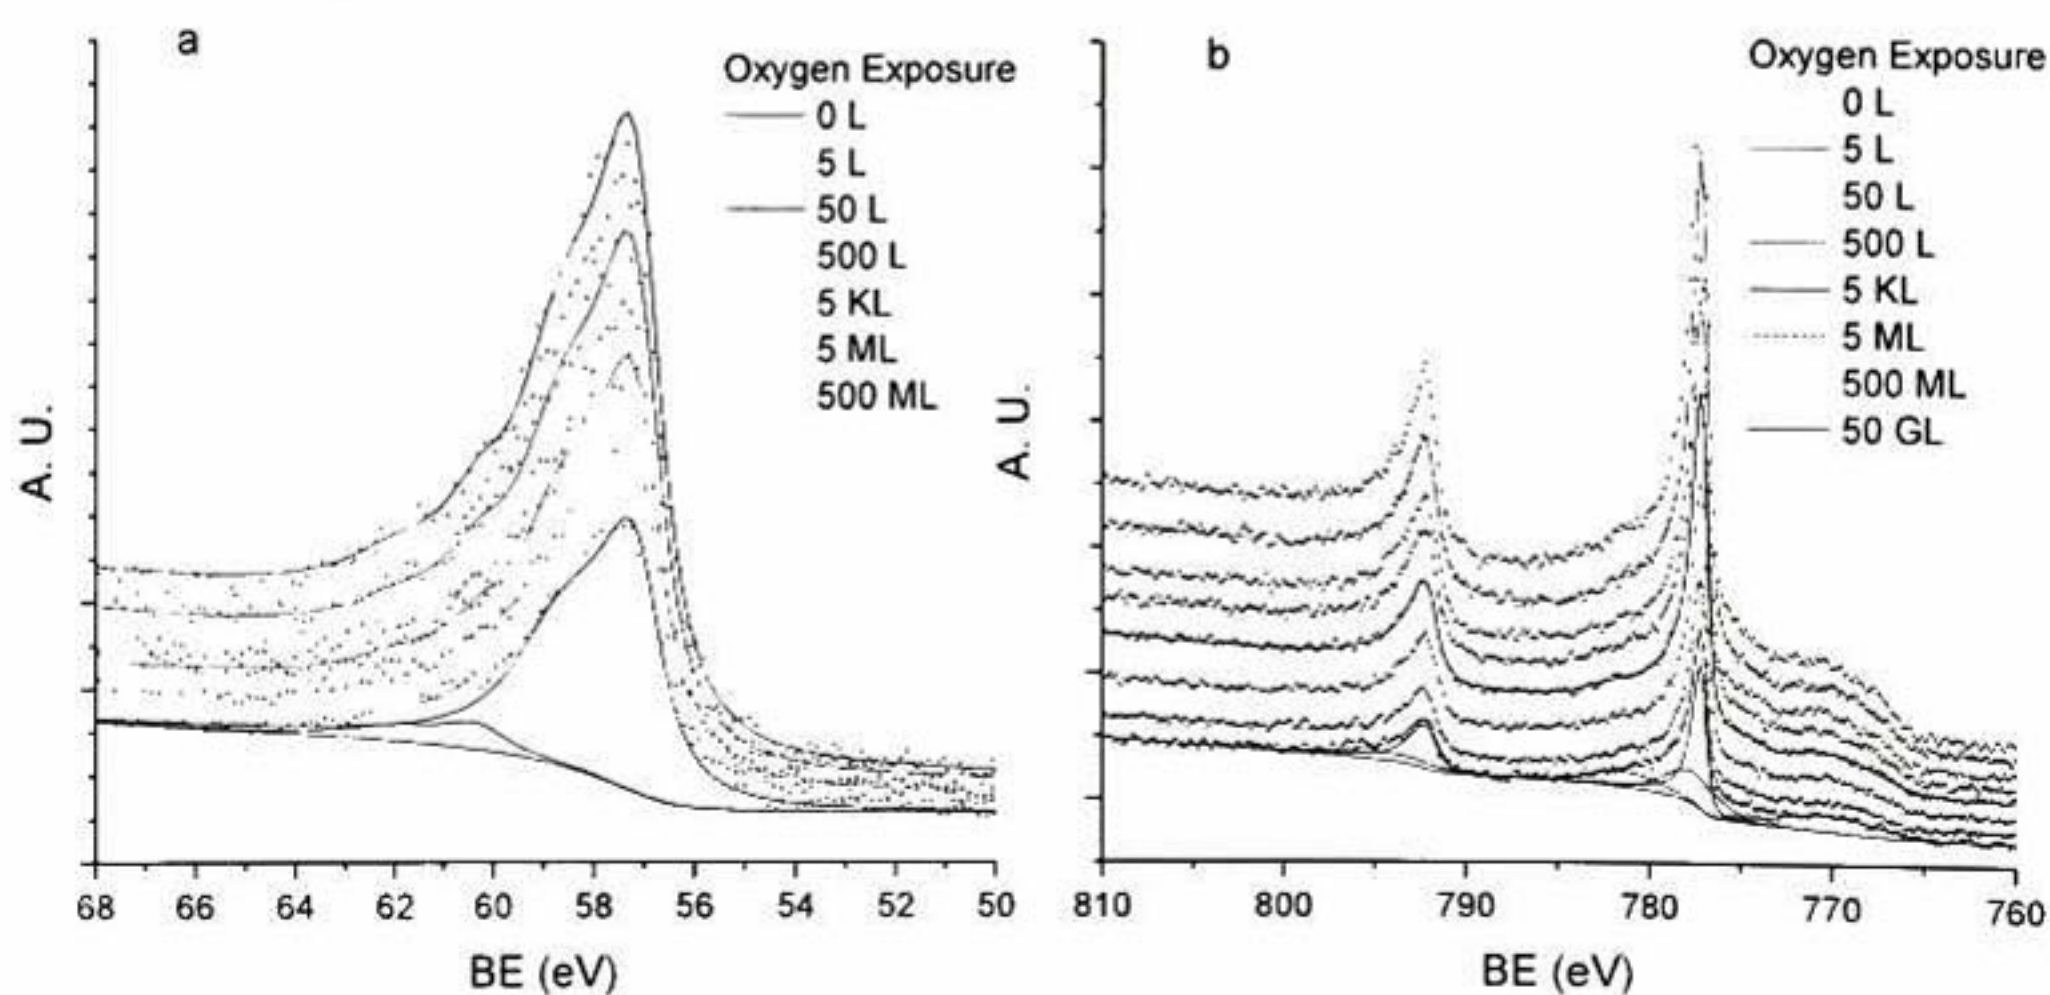 a
Oxygen Exposure
0 L
5 L
50 L
500 L
5 KL
5 ML
500 ML
A. U.
68 66 64 62 60 58 56 54 52 50
BE (eV)
b
Oxygen Exposure
0 L
5 L
50 L
500 L
5 KL
5 ML
500 ML
50 GL
A. U.
810 800 790 780 770 760
BE (eV)